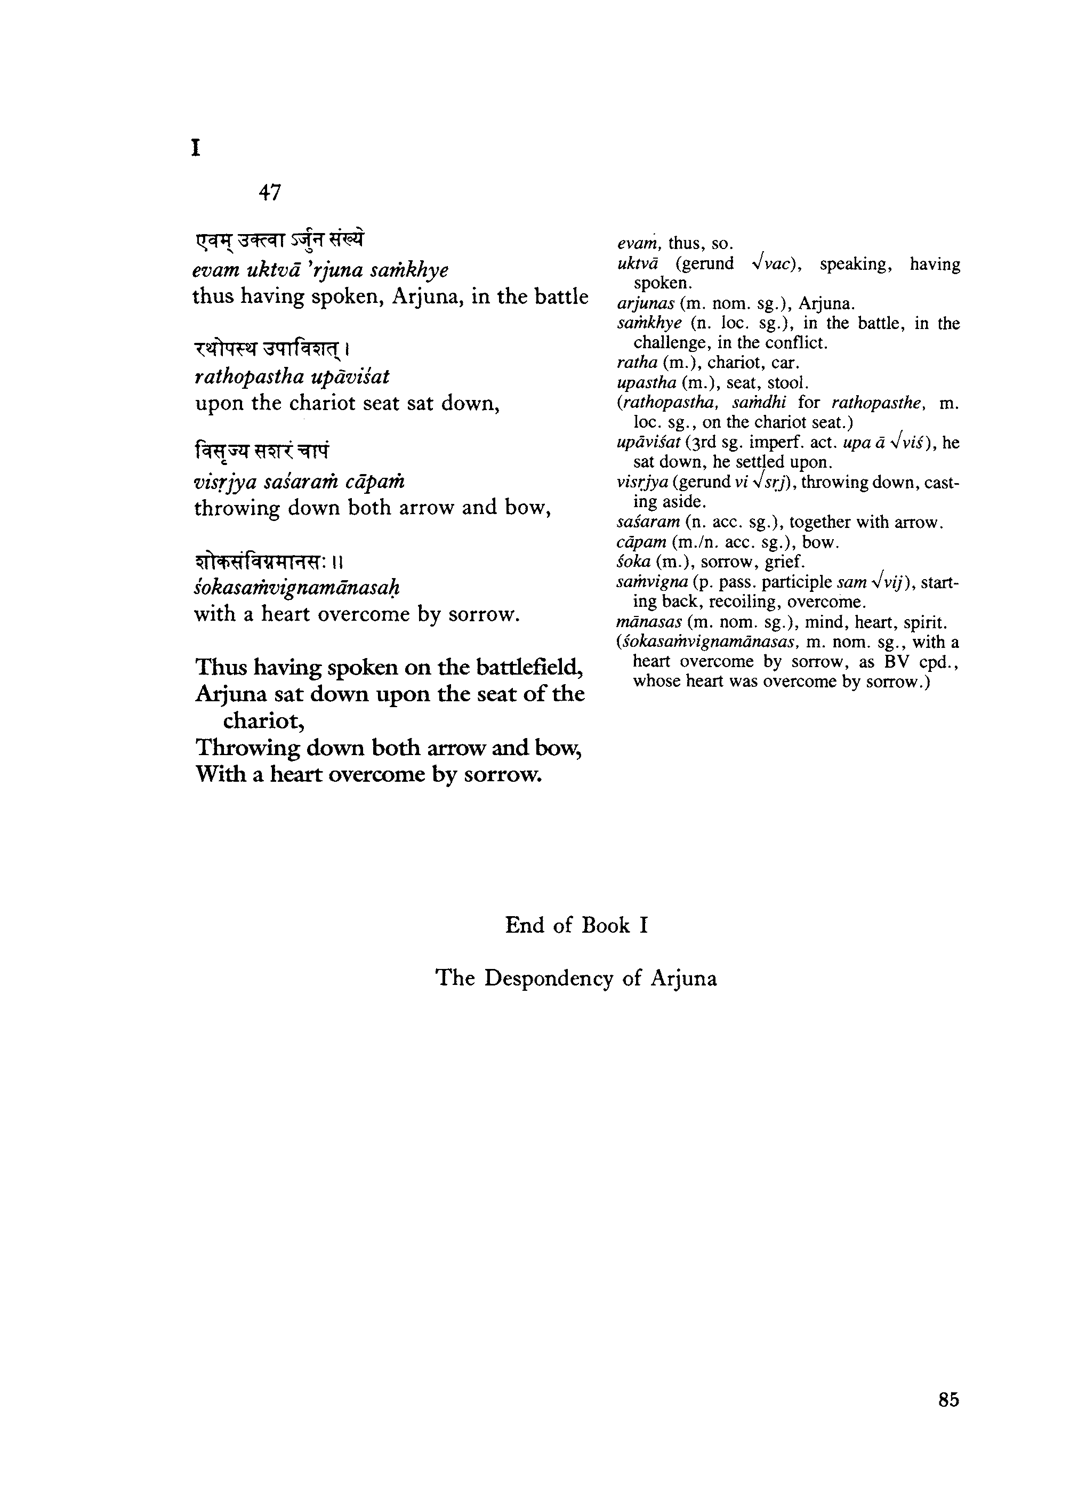 I
47
एवम् उक्त्वा ऽर्जुन संख्ये
evam uktvā 'rjuna saṁkhye
thus having spoken, Arjuna, in the battle
रथोपस्थ उपाविशत् ।
rathopastha upāviśat
upon the chariot seat sat down,
विसृज्य सशरं चापं
visṛjya saśaraṁ cāpaṁ
throwing down both arrow and bow,
शोकसंविग्नमानसः ॥
śokasaṁvignamānasaḥ
with a heart overcome by sorrow.
Thus having spoken on the battlefield,
Arjuna sat down upon the seat of the
chariot,
Throwing down both arrow and bow,
With a heart overcome by sorrow.
evaṁ, thus, so.
uktvā (gerund √vac), speaking, having
spoken.
arjunas (m. nom. sg.), Arjuna.
saṁkhye (n. loc. sg.), in the battle, in the
challenge, in the conflict.
ratha (m.), chariot, car.
upastha (m.), seat, stool.
(rathopastha, saṁdhi for rathopasthe, m.
loc. sg., on the chariot seat.)
upāviśat (3rd sg. imperf. act. upa ā √viś), he
sat down, he settled upon.
visṛjya (gerund vi √sṛj), throwing down, cast-
ing aside.
saśaram (n. acc. sg.), together with arrow.
cāpam (m./n. acc. sg.), bow.
śoka (m.), sorrow, grief.
saṁvigna (p. pass. participle sam √vij), start-
ing back, recoiling, overcome.
mānasas (m. nom. sg.), mind, heart, spirit.
(śokasaṁvignamānasas, m. nom. sg., with a
heart overcome by sorrow, as BV cpd.,
whose heart was overcome by sorrow.)
End of Book I
The Despondency of Arjuna
85